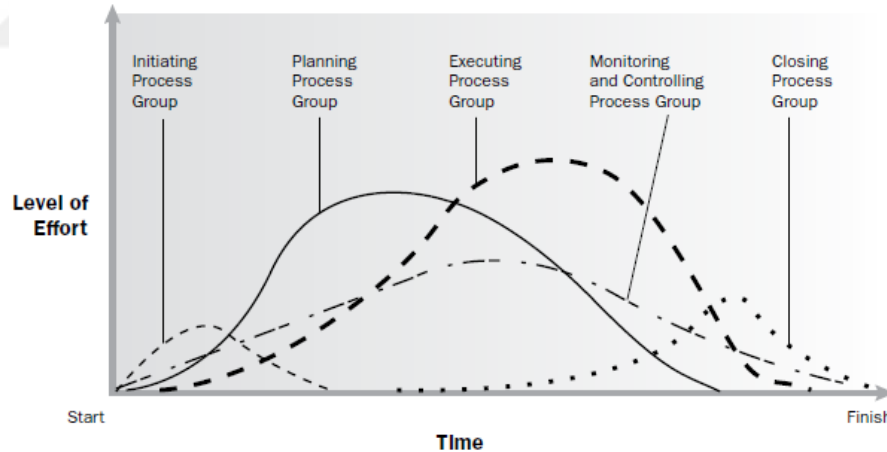 Initiating
Process
Group
Planning
Process
Group
Executing
Process
Group
Monitoring
and Controlling
Process Group
Closing
Process
Group
Level of
Effort
Start
Finish
Time